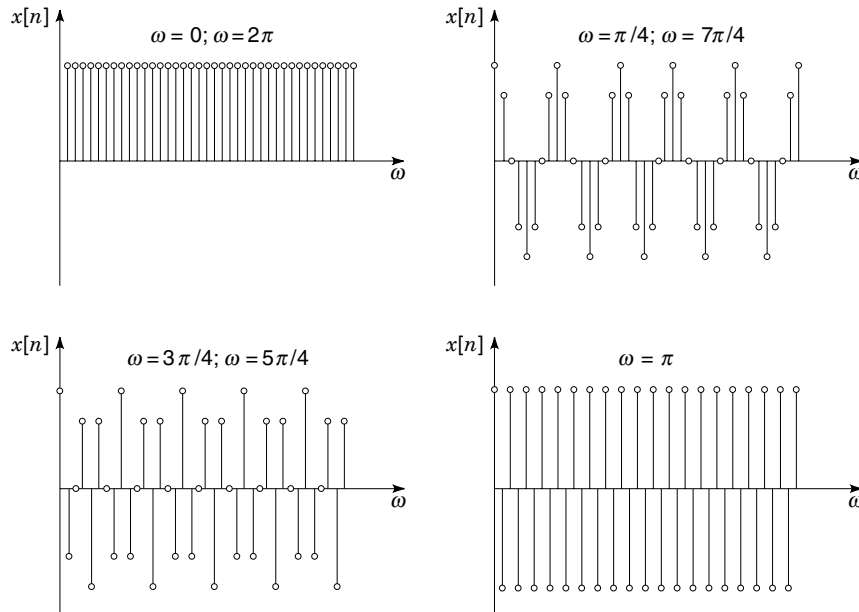 x[n]
ω = 0; ω = 2π
ω
x[n]
ω = π/4; ω = 7π/4
ω
x[n]
ω = 3π/4; ω = 5π/4
ω
x[n]
ω = π
ω